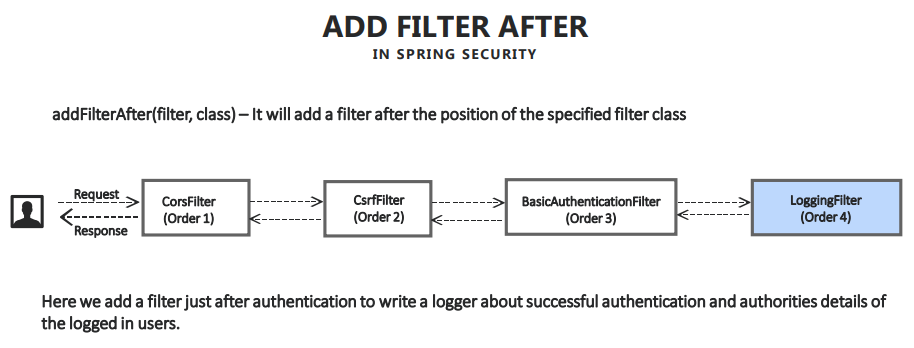 ADD FILTER AFTER
IN SPRING SECURITY
addFilterAfter(filter, class) – It will add a filter after the position of the specified filter class
Request
Response
CorsFilter
(Order 1)
CsrfFilter
(Order 2)
BasicAuthenticationFilter
(Order 3)
LoggingFilter
(Order 4)
Here we add a filter just after authentication to write a logger about successful authentication and authorities details of
the logged in users.